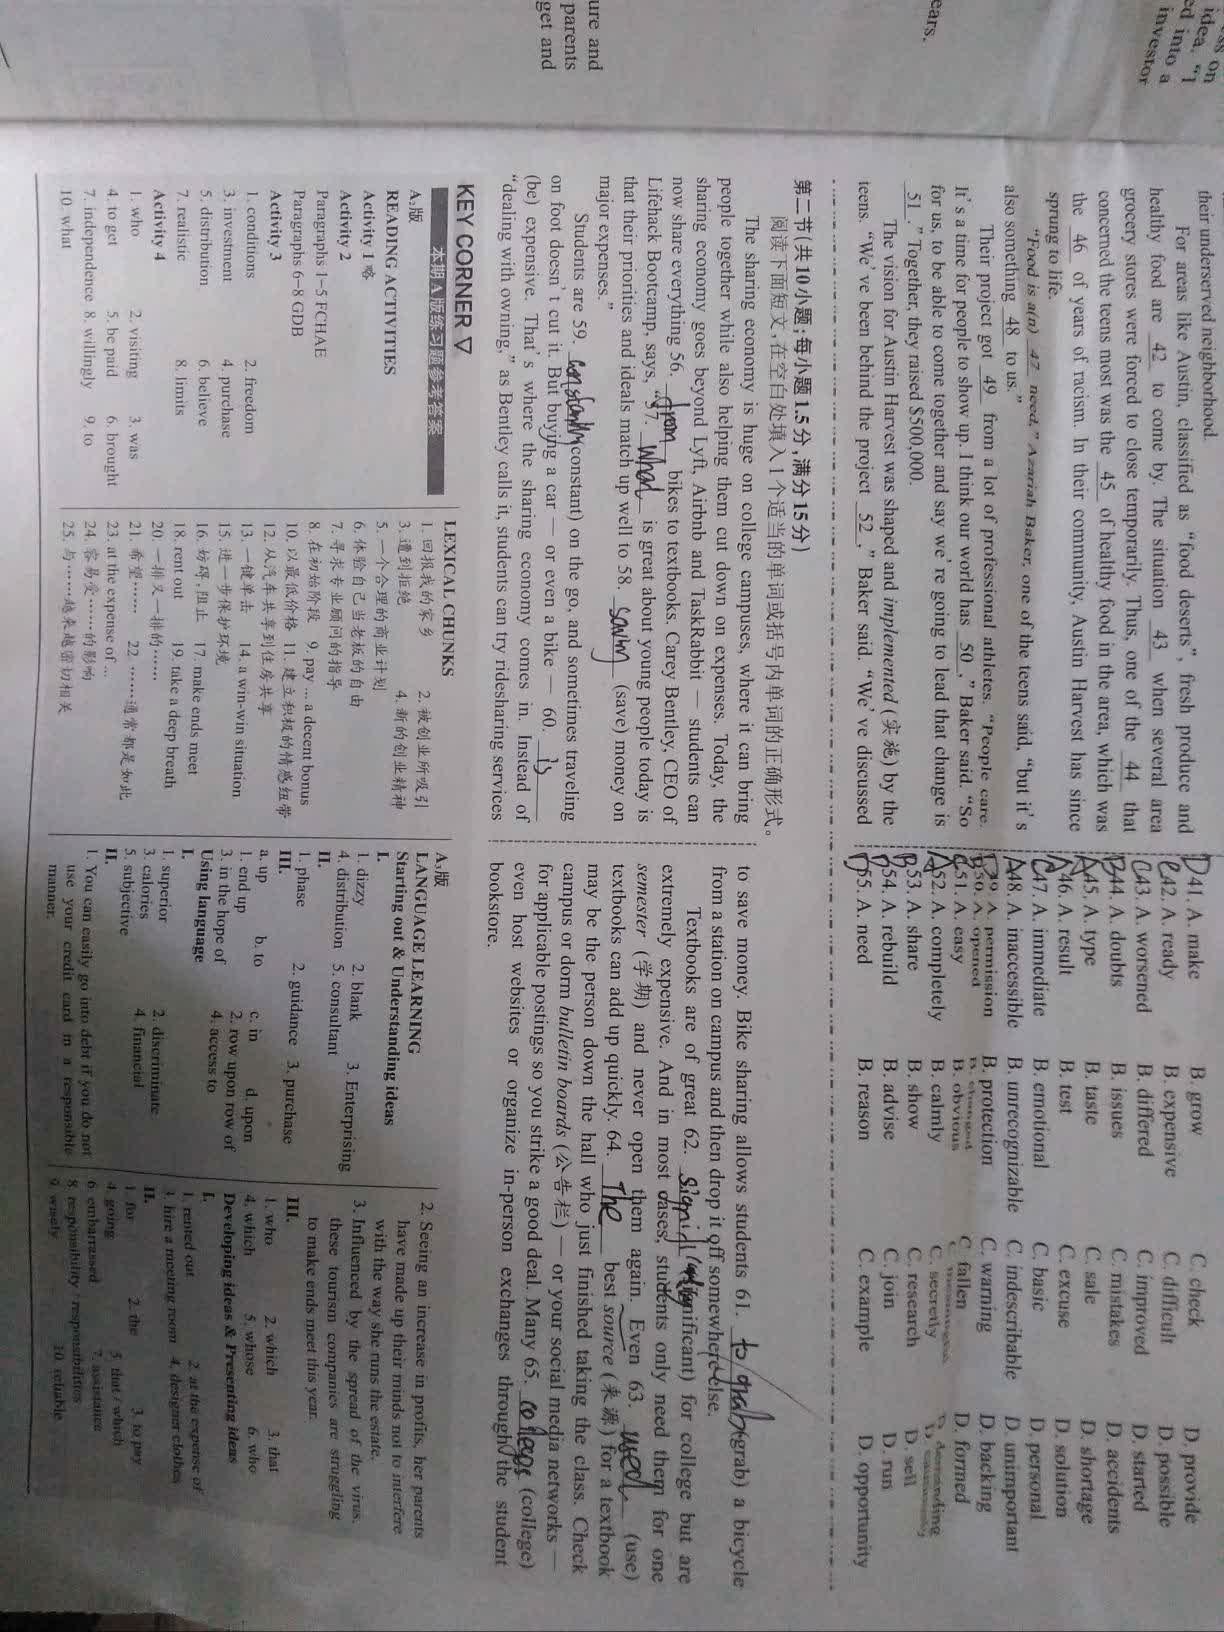 ears.
ure and
parents
get and
idea. "I
ed into a
investor
their underserved neighborhood.
For areas like Austin, classified as "food deserts", fresh produce and
healthy food are 42 to come by. The situation 43 when several area
grocery stores were forced to close temporarily. Thus, one of the 44 that
concerned the teens most was the 45 of healthy food in the area, which was
the 46 of years of racism. In their community, Austin Harvest has since
sprung to life.
"Food is a(n) 47 need," Azariah Baker, one of the teens said, "but it's
also something 48 to us."
Their project got 49 from a lot of professional athletes. "People care.
It's a time for people to show up. I think our world has 50," Baker said. "So
for us, to be able to come together and say we're going to lead that change is
51." Together, they raised $500,000.
The vision for Austin Harvest was shaped and implemented (实施) by the
teens. "We've been behind the project 52," Baker said. "We've discussed
D 41. A. make B. grow C. check D. provide
C 42. A. ready B. expensive C. difficult D. possible
C 43. A. worsened B. differed C. improved D. started
B 44. A. doubts B. issues C. mistakes D. accidents
A 45. A. type B. taste C. sale D. shortage
A 46. A. result B. test C. excuse D. solution
C 47. A. immediate B. emotional C. basic D. personal
A 48. A. inaccessible B. unrecognizable C. indescribable D. unimportant
D 49. A. permission B. protection C. warning D. backing
50. A. opened B. changed C. fallen D. formed
C 51. A. easy B. obvious
A 52. A. completely B. calmly C. secretly
B 53. A. share B. show C. research D. sell
D 54. A. rebuild B. advise C. join D. run
D 55. A. need B. reason C. example D. opportunity
第二节(共10小题;每小题1.5分,满分15分)
阅读下面短文,在空白处填入1个适当的单词或括号内单词的正确形式。
The sharing economy is huge on college campuses, where it can bring
people together while also helping them cut down on expenses. Today, the
sharing economy goes beyond Lyft, Airbnb and TaskRabbit — students can
now share everything 56. from bikes to textbooks. Carey Bentley, CEO of
Lifehack Bootcamp, says, "57. what is great about young people today is
that their priorities and ideals match up well to 58. saving (save) money on
major expenses."
Students are 59. constantly (constant) on the go, and sometimes traveling
on foot doesn't cut it. But buying a car — or even a bike — 60. is
(be) expensive. That's where the sharing economy comes in. Instead of
"dealing with owning," as Bentley calls it, students can try ridesharing services
to save money. Bike sharing allows students 61. to grab (grab) a bicycle
from a station on campus and then drop it off somewhere else.
Textbooks are of great 62. (significant) for college but are
extremely expensive. And in most cases, students only need them for one
semester (学期) and never open them again. Even 63. used (use)
textbooks can add up quickly. 64. The best source (来源) for a textbook
may be the person down the hall who just finished taking the class. Check
campus or dorm bulletin boards (公告栏) — or your social media networks —
for applicable postings so you strike a good deal. Many 65. colleges (college)
even host websites or organize in-person exchanges through the student
bookstore.
KEY CORNER ▽
本期A版练习题参考答案
A₂版
READING ACTIVITIES
Activity 1 略
Activity 2
Paragraphs 1-5 FCHAE
Paragraphs 6-8 GDB
Activity 3
1. conditions 2. freedom
3. investment 4. purchase
5. distribution 6. believe
7. realistic 8. limits
Activity 4
1. who 2. visiting 3. was
4. to get 5. be paid 6. brought
7. independence 8. willingly 9. to
10. what
LEXICAL CHUNKS
1. 回报我的家乡 2. 被创业所吸引
3. 遭到拒绝 4. 新的创业精神
5. 一个合理的商业计划
6. 体验自己当老板的自由
7. 寻求专业顾问的指导
8. 在初始阶段 9. pay ... a decent bonus
10. 以最低价格 11. 建立积极的情感纽带
12. 从汽车共享到住房共享
13. 一键单击 14. a win-win situation
15. 进一步保护环境
16. 妨碍,阻止 17. make ends meet
18. rent out 19. take a deep breath
20. 一排又一排的……
21. 希望…… 22. ……通常都是如此
23. at the expense of ...
24. 容易受……的影响
25. 与……越来越密切相关
A₃版
LANGUAGE LEARNING
Starting out & Understanding ideas
I.
1. dizzy 2. blank 3. Enterprising
4. distribution 5. consultant
II.
1. phase 2. guidance 3. purchase
III.
a. up b. to c. in d. upon
1. end up 2. row upon row of
3. in the hope of 4. access to
Using language
I.
1. superior 2. discriminate
3. calories 4. financial
5. subjective
II.
1. You can easily go into debt if you do not
use your credit card in a responsible
manner.
2. Seeing an increase in profits, her parents
have made up their minds not to interfere
with the way she runs the estate.
3. Influenced by the spread of the virus,
these tourism companies are struggling
to make ends meet this year.
III.
1. who 2. which 3. that
4. which 5. whose 6. who
Developing ideas & Presenting ideas
I.
1. rented out 2. at the expense of
3. hire a meeting room 4. designer clothes
II.
1. for 2. the 3. to pay
4. going 5. that / which
6. embarrassed 7. assistance
8. responsibility / responsibilities
9. wisely 10. reliable